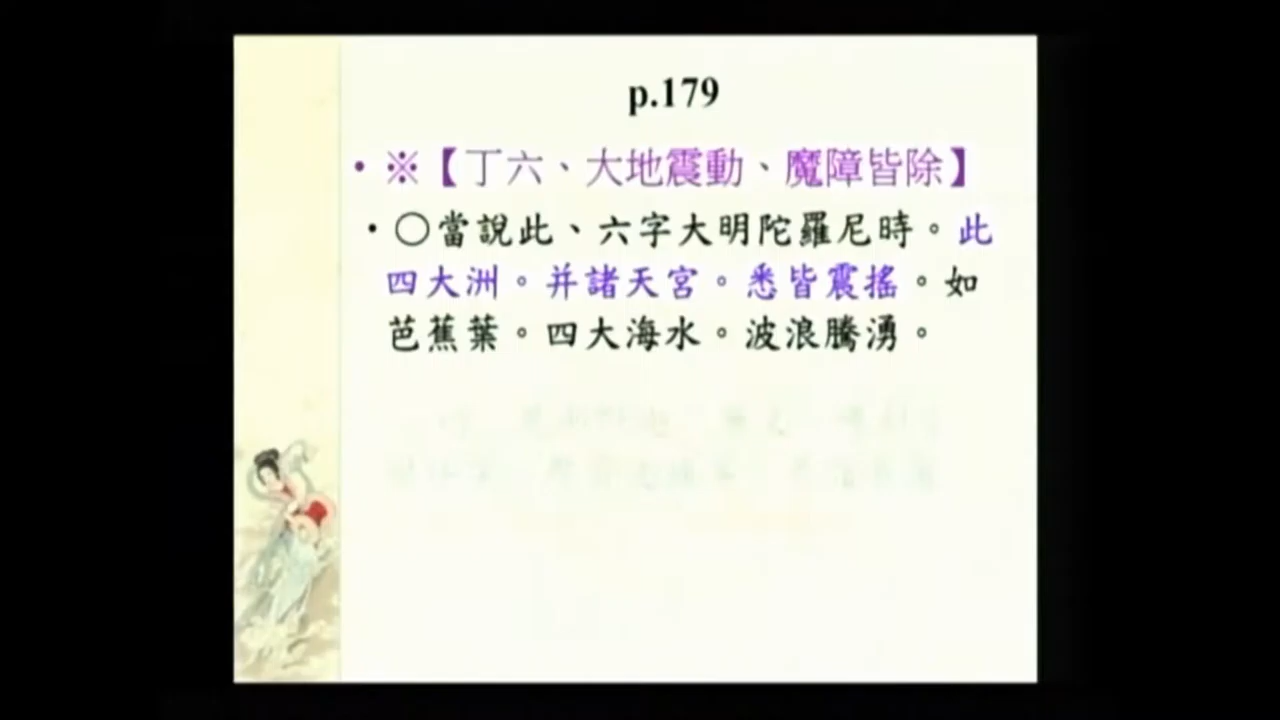 p.179
•※【丁六、大地震動、魔障皆除】
•○當說此、六字大明陀羅尼時。此
四大洲。并諸天宮。悉皆震搖。如
芭蕉葉。四大海水。波浪騰湧。